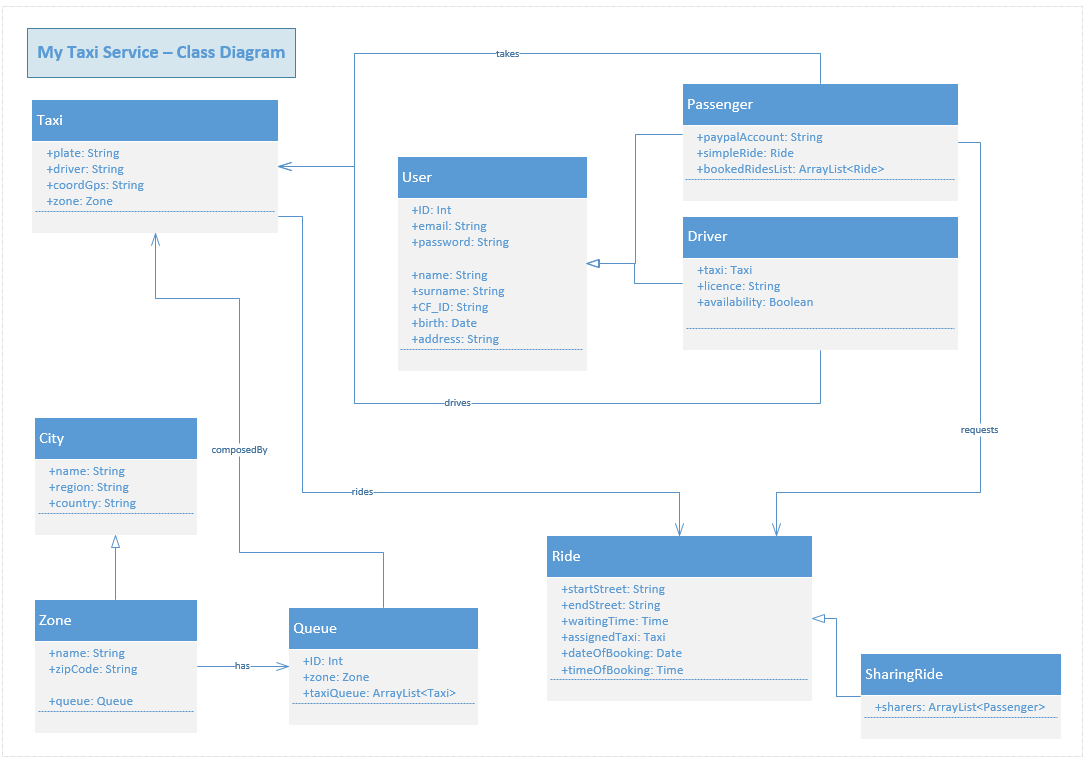 My Taxi Service – Class Diagram
takes
Taxi
+plate: String
+driver: String
+coordGps: String
+zone: Zone
User
+ID: Int
+email: String
+password: String
+name: String
+surname: String
+CF_ID: String
+birth: Date
+address: String
Passenger
+paypalAccount: String
+simpleRide: Ride
+bookedRidesList: ArrayList<Ride>
Driver
+taxi: Taxi
+licence: String
+availability: Boolean
drives
requests
composedBy
rides
City
+name: String
+region: String
+country: String
Zone
+name: String
+zipCode: String
+queue: Queue
has
Queue
+ID: Int
+zone: Zone
+taxiQueue: ArrayList<Taxi>
Ride
+startStreet: String
+endStreet: String
+waitingTime: Time
+assignedTaxi: Taxi
+dateOfBooking: Date
+timeOfBooking: Time
SharingRide
+sharers: ArrayList<Passenger>